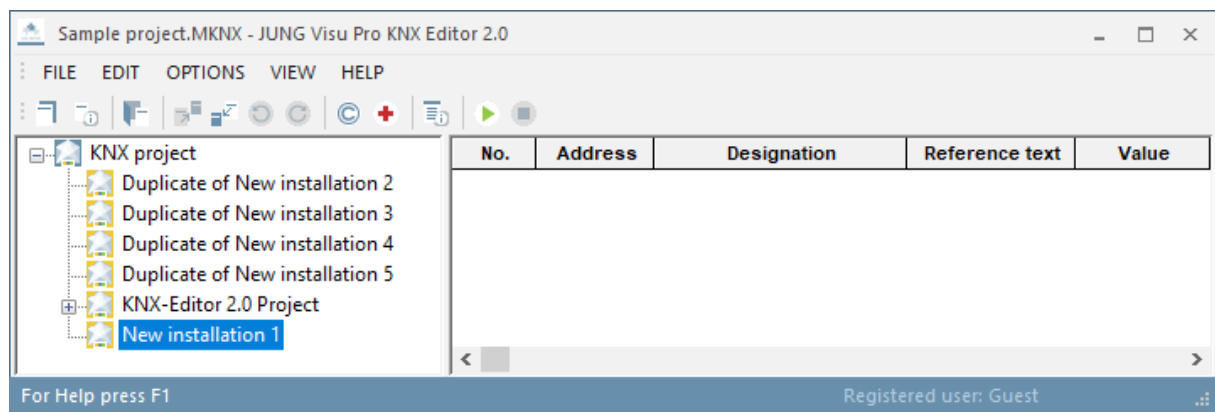 Sample project.MKNX - JUNG Visu Pro KNX Editor 2.0
FILE EDIT OPTIONS VIEW HELP
KNX project
Duplicate of New installation 2
Duplicate of New installation 3
Duplicate of New installation 4
Duplicate of New installation 5
KNX-Editor 2.0 Project
New installation 1
No. Address Designation Reference text Value
For Help press F1 Registered user: Guest